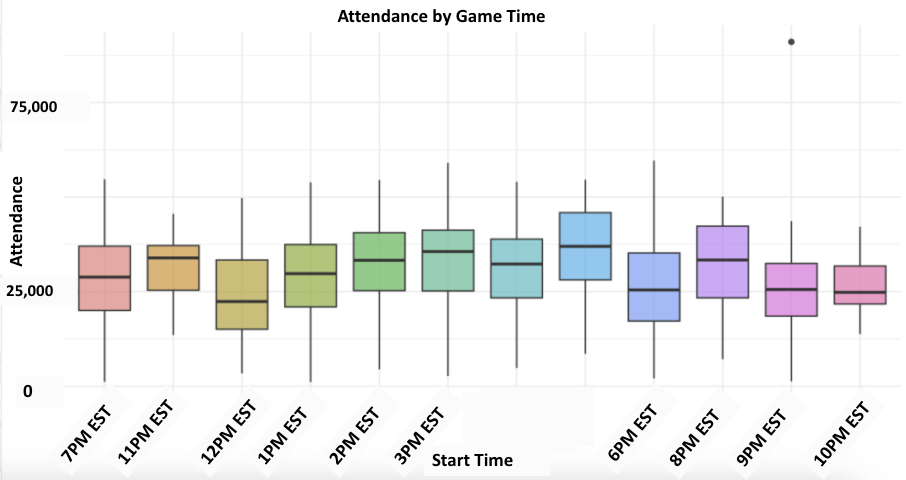 Attendance by Game Time
75,000
25,000
0
Attendance
7PM EST
11PM EST
12PM EST
1PM EST
2PM EST
3PM EST
6PM EST
8PM EST
9PM EST
10PM EST
Start Time